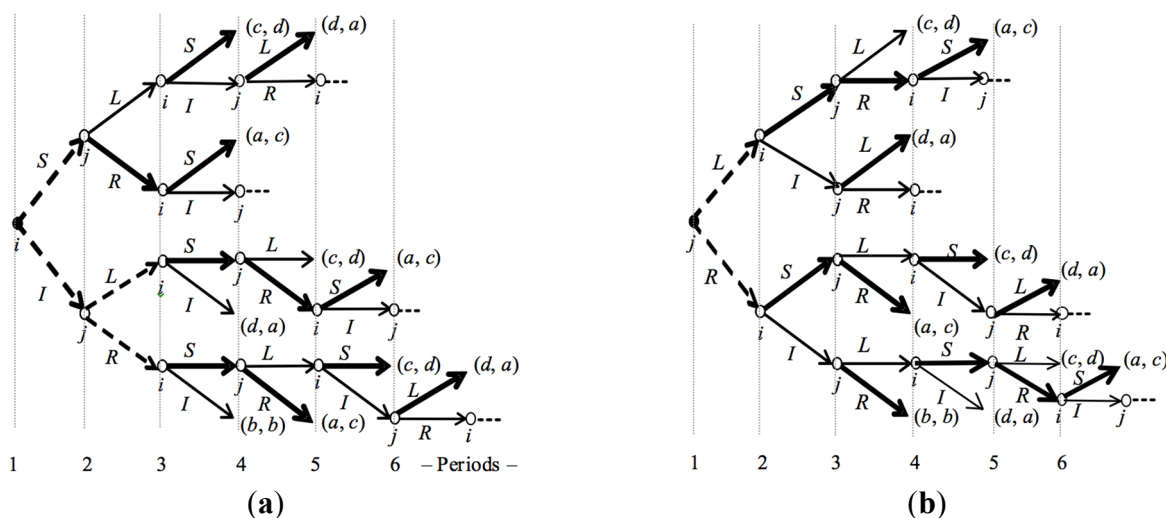 (c, d) (d, a)
S L
L i I j R i
S j (a, c)
R S
i I j
i
I L S L (c, d) (a, c)
i I j R S
j (d, a) i I j
R S L S (c, d) (d, a)
i I j R i I L
(b, b) (a, c) j R i
1 2 3 4 5 6 – Periods –
(a)
(c, d) (a, c)
L S
S j R i I j
L i (d, a)
I L
j R i
j
R S L S (c, d) (d, a)
i I j R i I L
(a, c) j R i
L S L (c, d) (a, c)
j R i I j R S
(b, b) (d, a) i I j
1 2 3 4 5 6
(b)